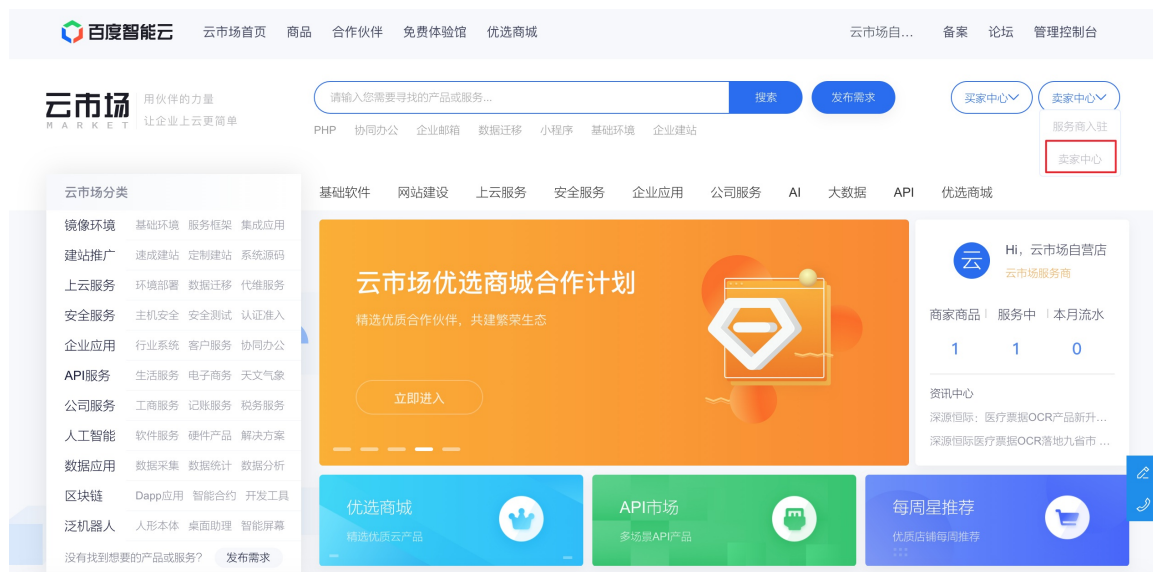 百度智能云 云市场首页 商品 合作伙伴 免费体验馆 优选商城 云市场自... 备案 论坛 管理控制台
云市场 MARKET
用伙伴的力量
让企业上云更简单
请输入您需要寻找的产品或服务... 搜索 发布需求 买家中心 卖家中心
PHP 协同办公 企业邮箱 数据迁移 小程序 基础环境 企业建站
服务商入驻
卖家中心
云市场分类 基础软件 网站建设 上云服务 安全服务 企业应用 公司服务 AI 大数据 API 优选商城
镜像环境 基础环境 服务框架 集成应用
建站推广 速成建站 定制建站 系统源码
上云服务 环境部署 数据迁移 代维服务
安全服务 主机安全 安全测试 认证准入
企业应用 行业系统 客户服务 协同办公
API服务 生活服务 电子商务 天文气象
公司服务 工商服务 记账服务 税务服务
人工智能 软件服务 硬件产品 解决方案
数据应用 数据采集 数据统计 数据分析
区块链 Dapp应用 智能合约 开发工具
泛机器人 人形本体 桌面助理 智能屏幕
没有找到想要的产品或服务? 发布需求
云市场优选商城合作计划
精选优质合作伙伴，共建繁荣生态
立即进入
云
Hi，云市场自营店
云市场服务商
商家商品 服务中 本月流水
1 1 0
资讯中心
深源恒际；医疗票据OCR产品新升...
深源恒际医疗票据OCR落地九省市 ...
优选商城
精选优质云产品
API市场
多场景API产品
每周星推荐
优质店铺每周推荐